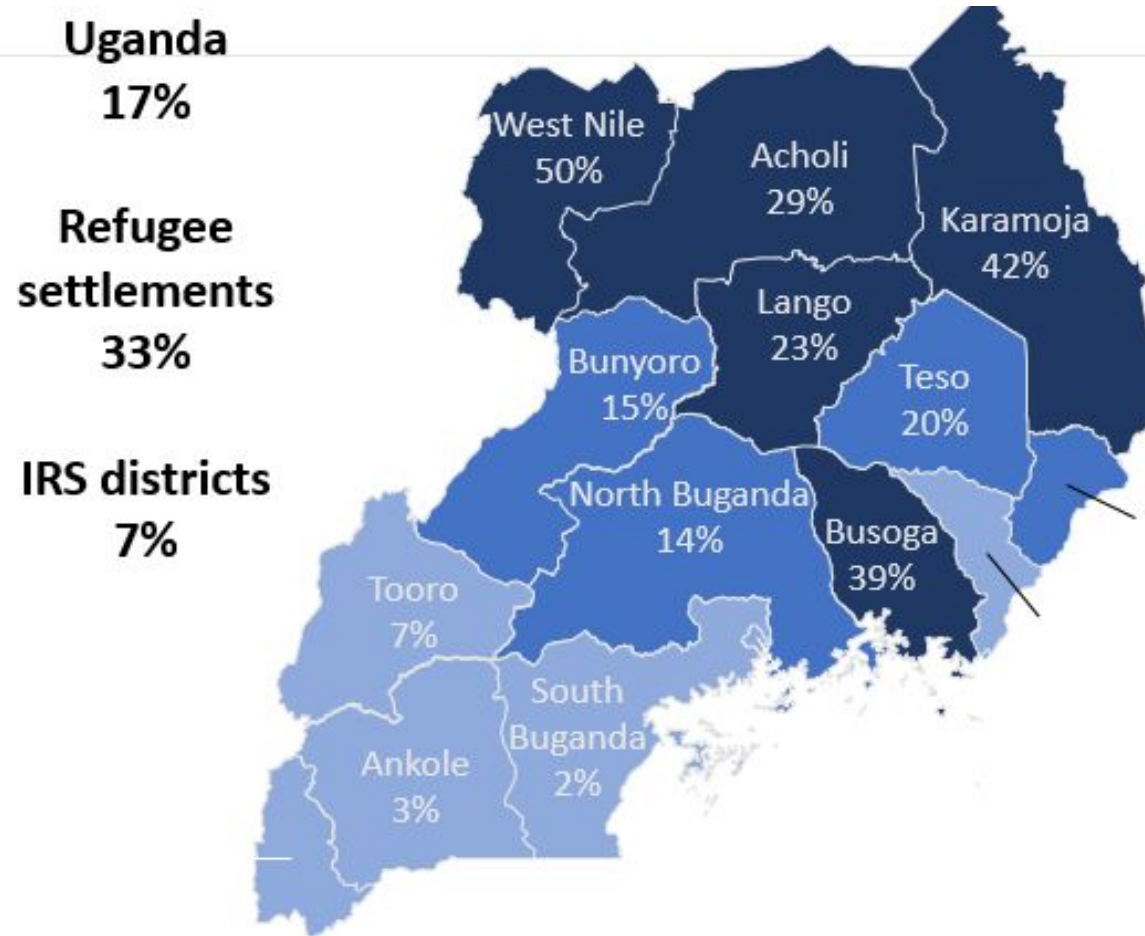 Uganda
17%
Refugee
settlements
33%
IRS districts
7%
West Nile
50%
Acholi
29%
Karamoja
42%
Lango
23%
Bunyoro
15%
Teso
20%
North Buganda
14%
Busoga
39%
Tooro
7%
South
Buganda
2%
Ankole
3%